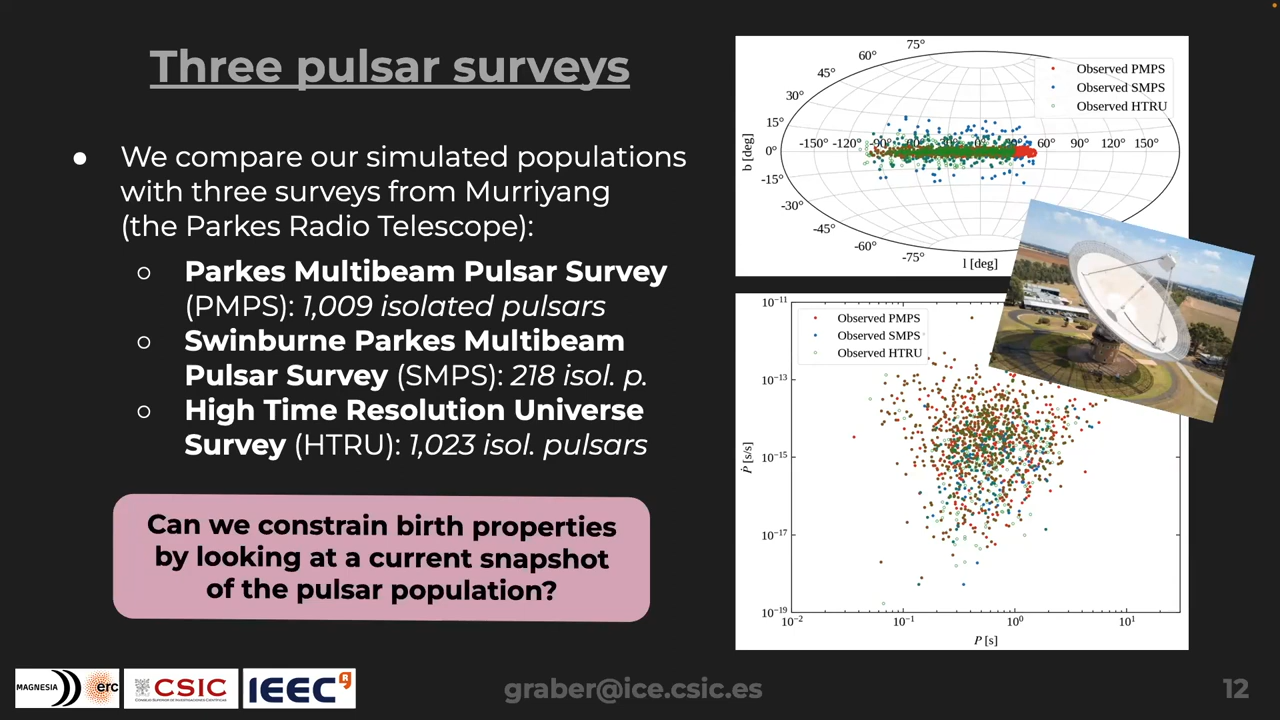 Three pulsar surveys
● We compare our simulated populations
with three surveys from Murriyang
(the Parkes Radio Telescope):
○ Parkes Multibeam Pulsar Survey
(PMPS): 1,009 isolated pulsars
○ Swinburne Parkes Multibeam
Pulsar Survey (SMPS): 218 isol. p.
○ High Time Resolution Universe
Survey (HTRU): 1,023 isol. pulsars
Can we constrain birth properties
by looking at a current snapshot
of the pulsar population?
Observed PMPS
Observed SMPS
Observed HTRU
75°
60°
45°
30°
15°
0°
-15°
-30°
-45°
-60°
-75°
-150° -120° -90° 60° 90° 120° 150°
b [deg]
l [deg]
Observed PMPS
Observed SMPS
Observed HTRU
10⁻¹¹
10⁻¹³
10⁻¹⁵
10⁻¹⁷
10⁻¹⁹
Ṗ [s/s]
10⁻² 10⁻¹ 10⁰ 10¹
P [s]
MAGNESIA
erc
CSIC
IEEC
graber@ice.csic.es
12